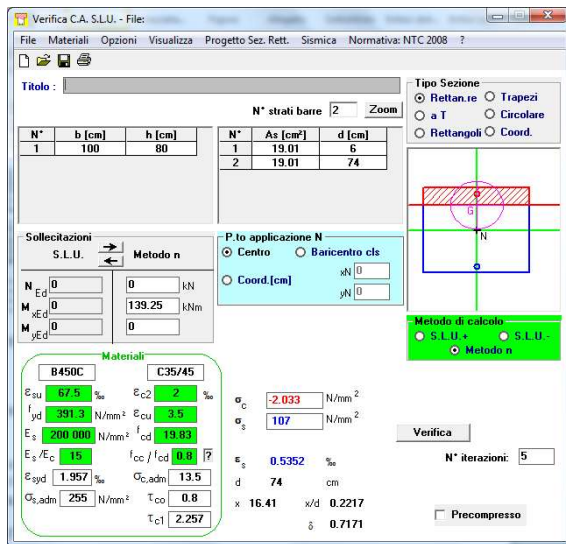 Verifica C.A. S.L.U. - File:
File Materiali Opzioni Visualizza Progetto Sez. Rett. Sismica Normativa: NTC 2008 ?
Titolo :
N° strati barre 2 Zoom
Tipo Sezione
Rettan.re Trapezi
a T Circolare
Rettangoli Coord.
N° b [cm] h [cm]
1 100 80
N° As [cm²] d [cm]
1 19.01 6
2 19.01 74
G
N
Sollecitazioni
S.L.U. Metodo n
N Ed 0 0 kN
M xEd 0 139.25 kNm
M yEd 0 0
P.to applicazione N
Centro Baricentro cls
Coord.[cm] xN 0
yN 0
Metodo di calcolo
S.L.U.+ S.L.U.-
Metodo n
Materiali
B450C C35/45
εsu 67.5 ‰ εc2 2 ‰
fyd 391.3 N/mm² εcu 3.5
Es 200 000 N/mm² fcd 19.83
Es/Ec 15 fcc / fcd 0.8 ?
εsyd 1.957 ‰ σc,adm 13.5
σs,adm 255 N/mm² τco 0.8
τc1 2.257
σc -2.033 N/mm²
σs 107 N/mm²
εs 0.5352 ‰
d 74 cm
x 16.41 x/d 0.2217
δ 0.7171
Verifica
N° iterazioni: 5
Precompresso